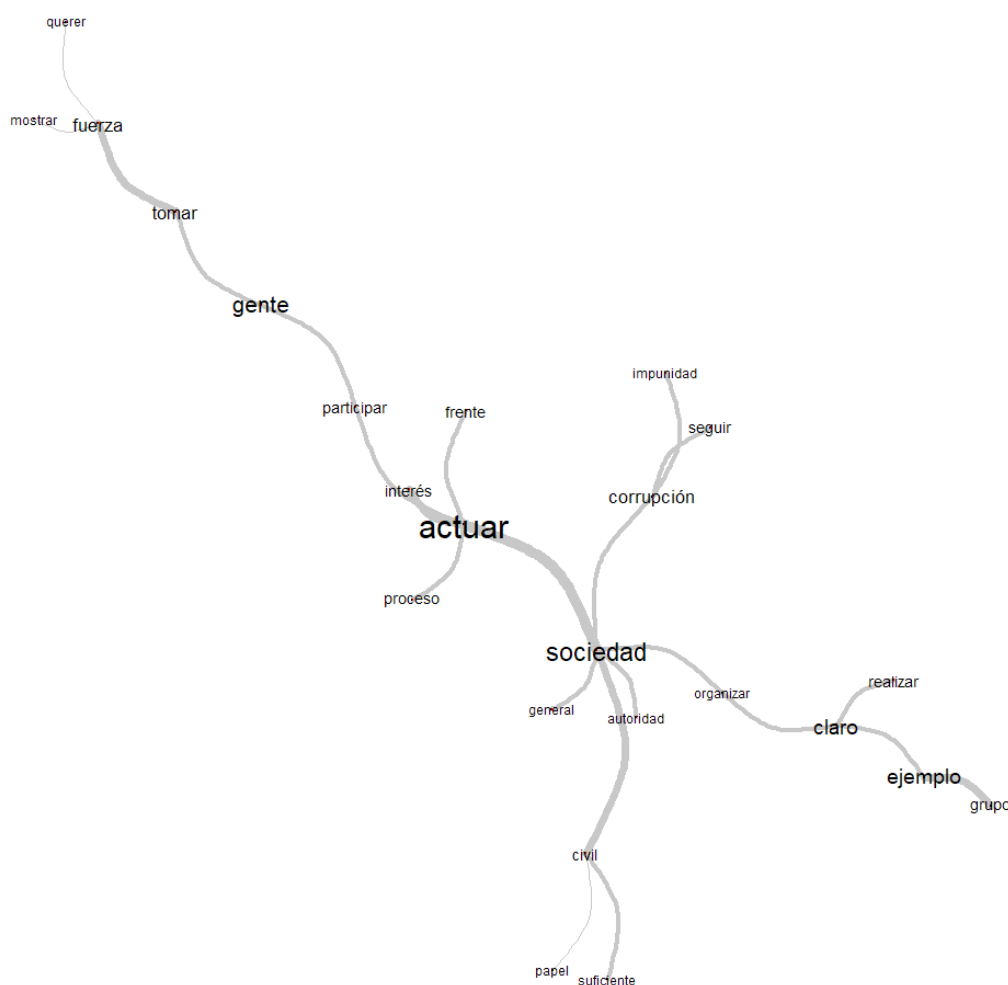 querer
mostrar
fuerza
tomar
gente
impunidad
participar
frente
seguir
interés
corrupción
actuar
proceso
sociedad
realizar
organizar
general
autoridad
claro
ejemplo
grupo
civil
papel
suficiente